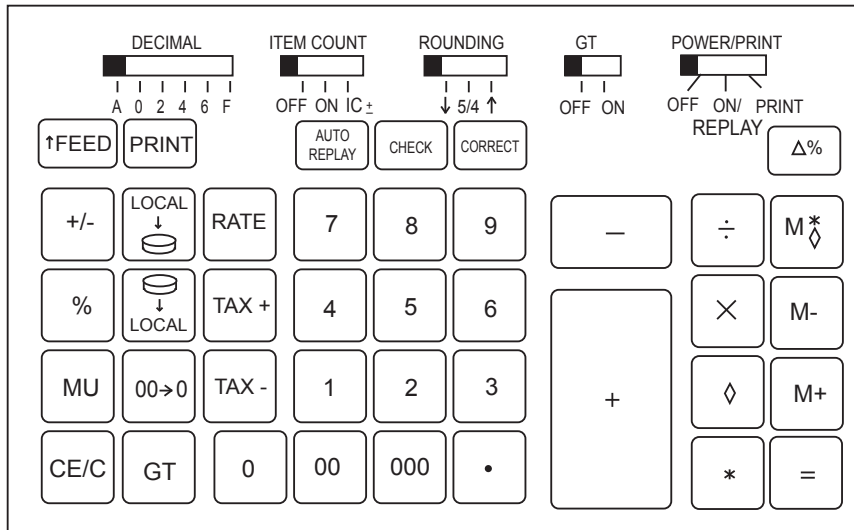 DECIMAL ITEM COUNT ROUNDING GT POWER/PRINT
A 0 2 4 6 F OFF ON IC ± ↓ 5/4 ↑ OFF ON OFF ON/ PRINT
REPLAY
↑FEED PRINT AUTO REPLAY CHECK CORRECT Δ%
+/- LOCAL ↓ RATE 7 8 9 − ÷ M*◊
% ↓ LOCAL TAX + 4 5 6 × M-
MU 00→0 TAX - 1 2 3 + ◊ M+
CE/C GT 0 00 000 • * =